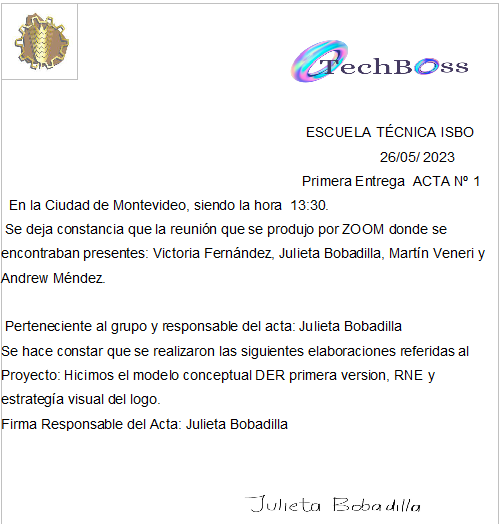 TechBOss
ESCUELA TÉCNICA ISBO
26/05/ 2023
Primera Entrega ACTA Nº 1
En la Ciudad de Montevideo, siendo la hora 13:30.
Se deja constancia que la reunión que se produjo por ZOOM donde se
encontraban presentes: Victoria Fernández, Julieta Bobadilla, Martín Veneri y
Andrew Méndez.
Perteneciente al grupo y responsable del acta: Julieta Bobadilla
Se hace constar que se realizaron las siguientes elaboraciones referidas al
Proyecto: Hicimos el modelo conceptual DER primera version, RNE y
estrategía visual del logo.
Firma Responsable del Acta: Julieta Bobadilla
Julieta Bobadilla